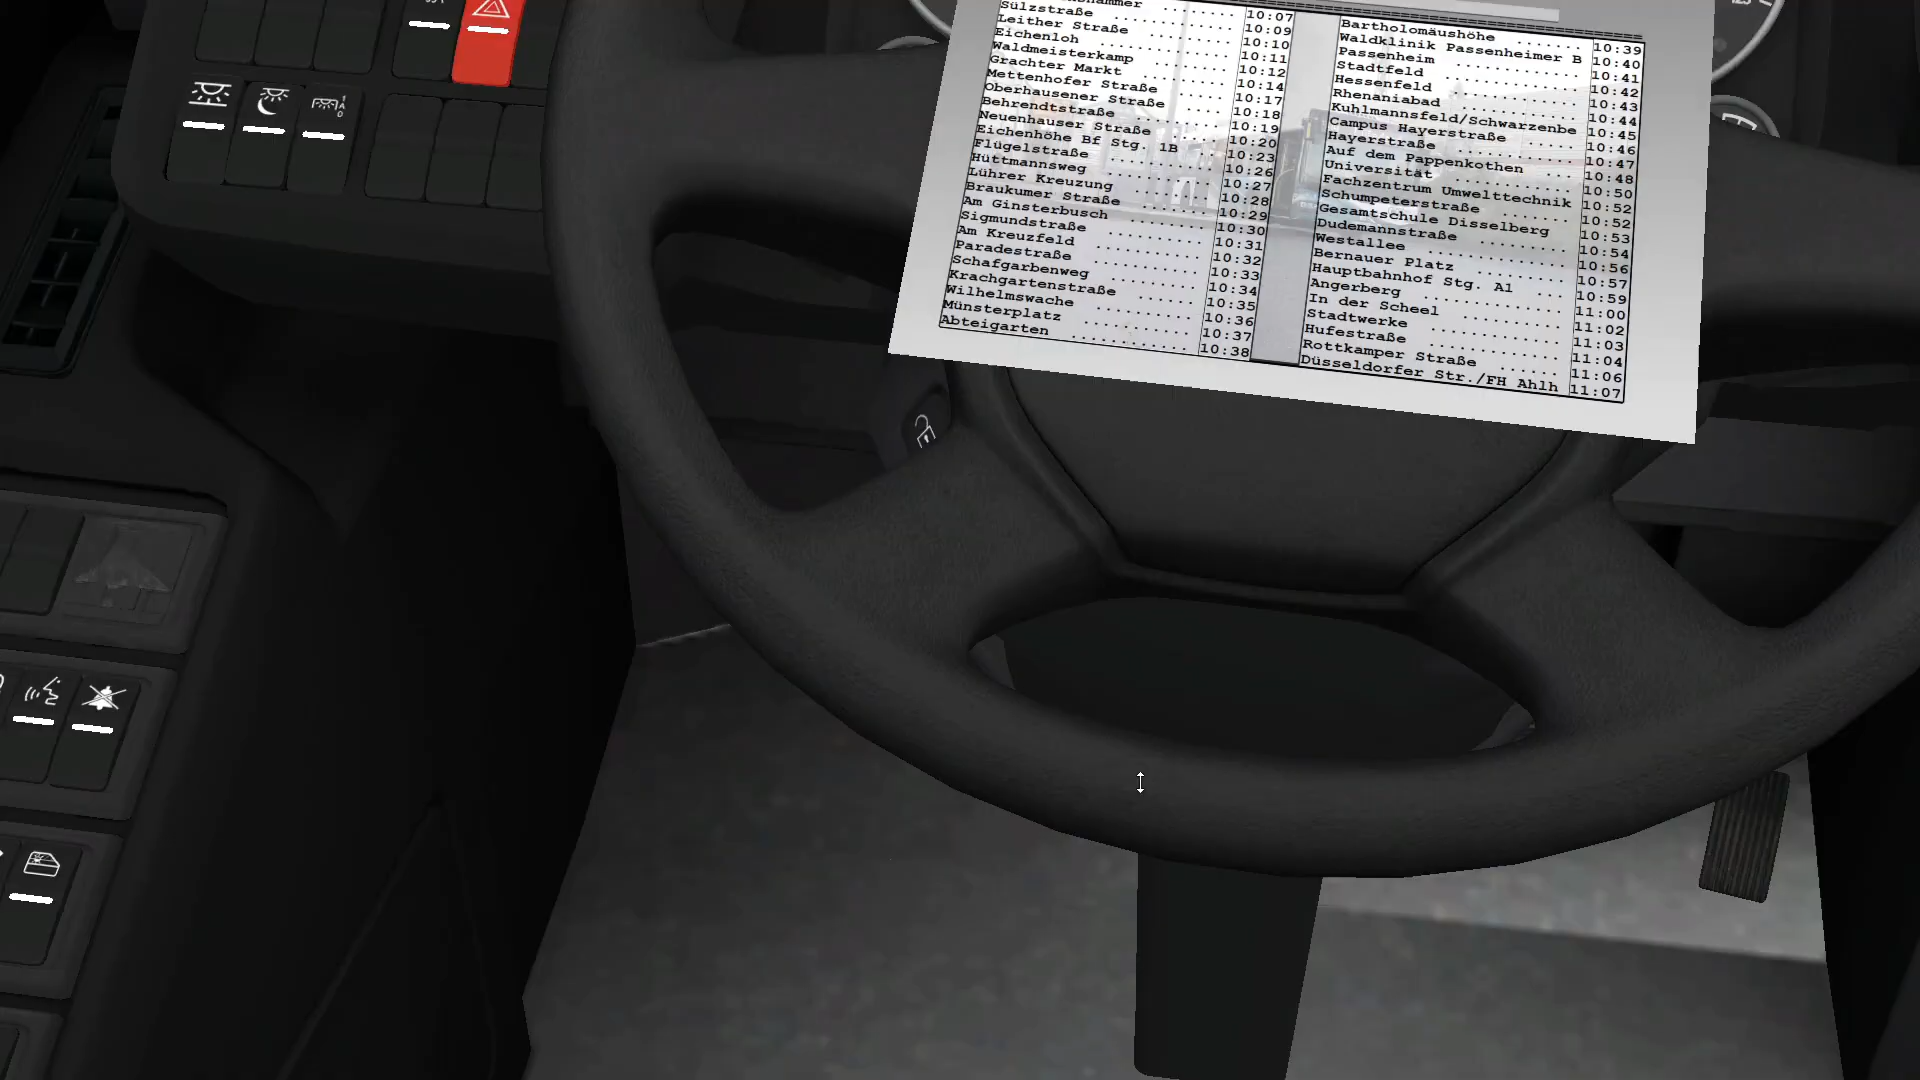 10:07
Sülzstraße ............ 10:09
Leither Straße ........ 10:10
Eichenloh ............. 10:11
Waldmeisterkamp ....... 10:12
Grachter Markt ........ 10:14
Mettenhofer Straße .... 10:17
Oberhausener Straße ... 10:18
Behrendtstraße ........ 10:19
Neuenhauser Straße .... 10:20
Eichenhöhe Bf Stg. 1B .. 10:23
Flügelstraße .......... 10:26
Hüttmannsweg .......... 10:27
Lührer Kreuzung ....... 10:28
Braukumer Straße ...... 10:29
Am Ginsterbusch ....... 10:30
Sigmundstraße ......... 10:31
Am Kreuzfeld .......... 10:32
Paradestraße .......... 10:33
Schafgarbenweg ........ 10:34
Krachgartenstraße ..... 10:35
Wilhelmswache ......... 10:36
Münsterplatz .......... 10:37
Abteigarten ........... 10:38
Bartholomäushöhe ...... 10:39
Waldklinik Passenheimer B 10:40
Passenheim ............ 10:41
Stadtfeld ............. 10:42
Hessenfeld ............ 10:43
Rhenaniabad ........... 10:44
Kuhlmannsfeld/Schwarzenbe 10:45
Campus Hayerstraße .... 10:46
Hayerstraße ........... 10:47
Auf dem Pappenkothen ... 10:48
Universität ........... 10:50
Fachzentrum Umwelttechnik 10:52
Schumpeterstraße ...... 10:52
Gesamtschule Disselberg 10:53
Dudemannstraße ........ 10:54
Westallee ............. 10:56
Bernauer Platz ........ 10:57
Hauptbahnhof Stg. A1 ... 10:59
Angerberg ............. 11:00
In der Scheel ......... 11:02
Stadtwerke ............ 11:03
Hufestraße ............ 11:04
Rottkamper Straße ..... 11:06
Düsseldorfer Str./FH Ahlh 11:07